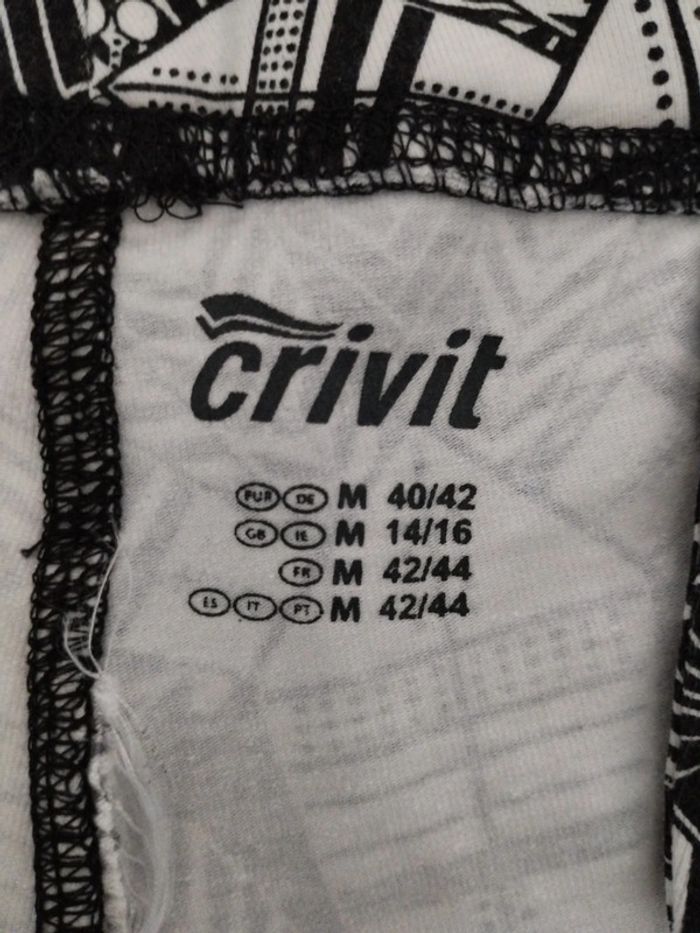 crivit
EUR DE M 40/42
GB IE M 14/16
FR M 42/44
ES IT PT M 42/44